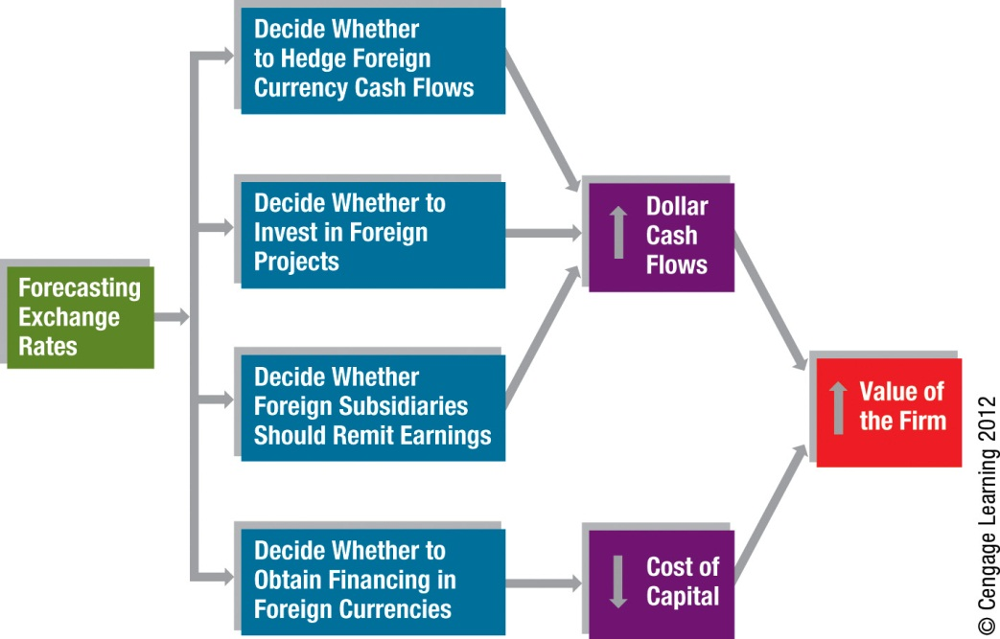 Decide Whether
to Hedge Foreign
Currency Cash Flows
Decide Whether to
Invest in Foreign
Projects
Dollar
Cash
Flows
Forecasting
Exchange
Rates
Decide Whether
Foreign Subsidiaries
Should Remit Earnings
Value of
the Firm
Decide Whether to
Obtain Financing in
Foreign Currencies
Cost of
Capital
© Cengage Learning 2012